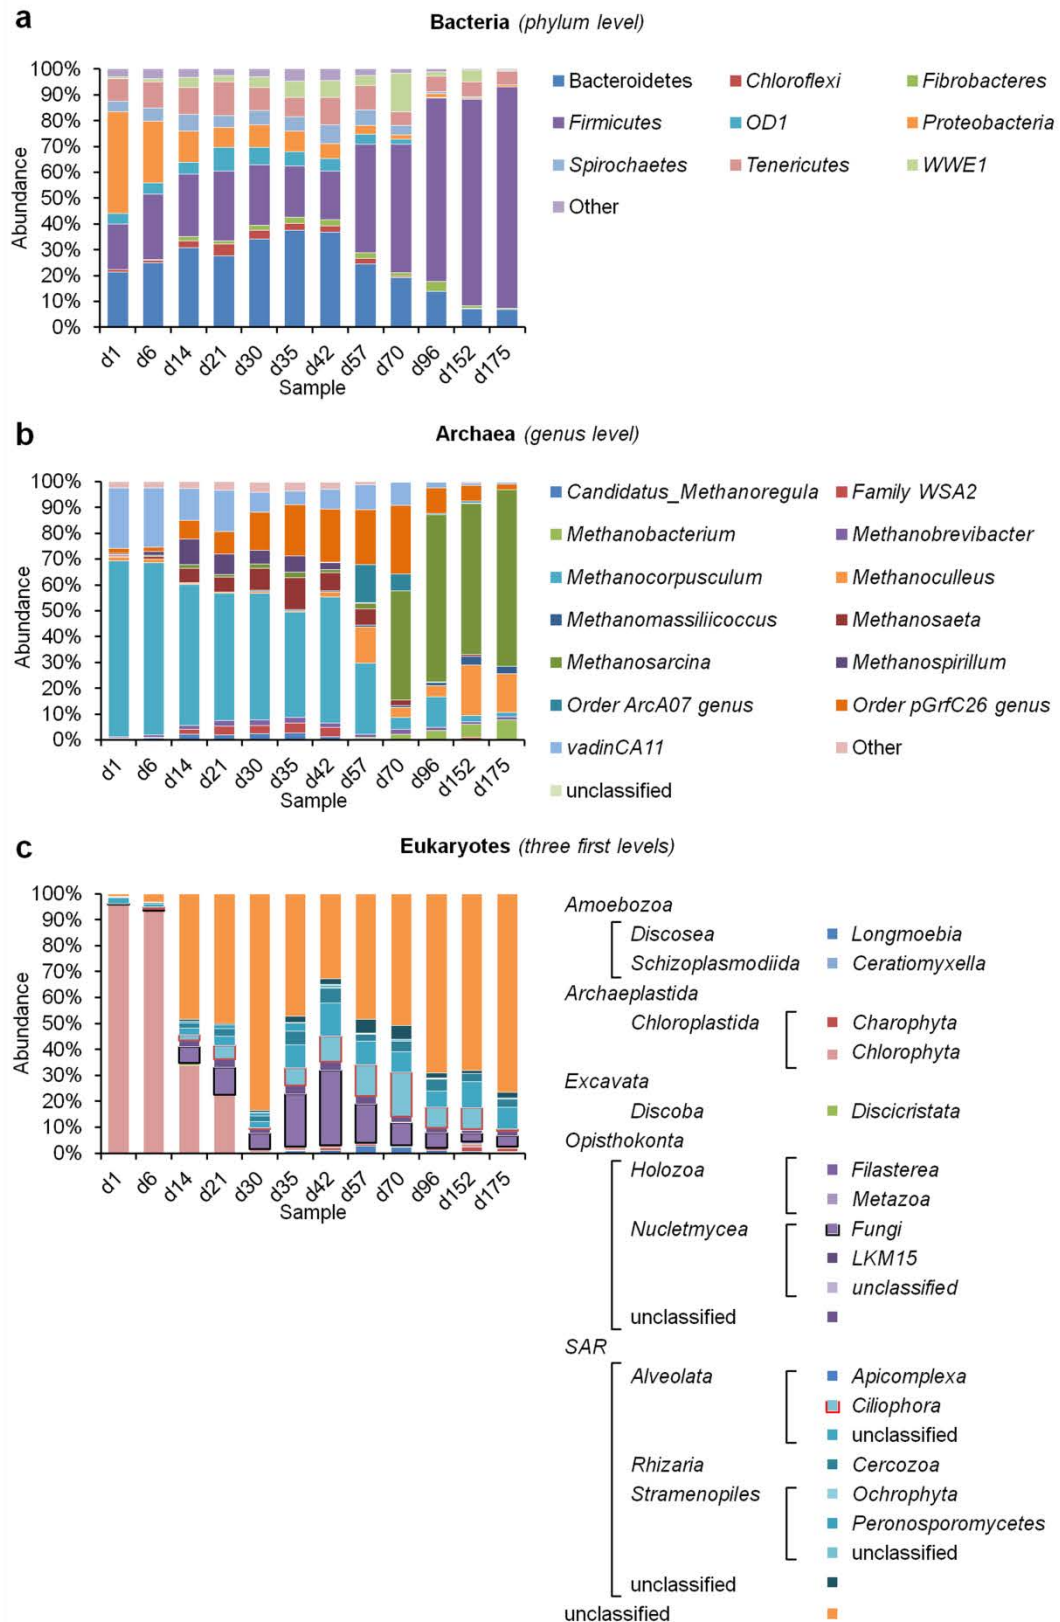 a
Bacteria (phylum level)
100%
90%
80%
70%
60%
50%
40%
30%
20%
10%
0%
Abundance
d1 d6 d14 d21 d30 d35 d42 d57 d70 d96 d152 d175
Sample
Bacteroidetes Chloroflexi Fibrobacteres
Firmicutes OD1 Proteobacteria
Spirochaetes Tenericutes WWE1
Other
b
Archaea (genus level)
100%
90%
80%
70%
60%
50%
40%
30%
20%
10%
0%
Abundance
d1 d6 d14 d21 d30 d35 d42 d57 d70 d96 d152 d175
Sample
Candidatus_Methanoregula Family WSA2
Methanobacterium Methanobrevibacter
Methanocorpusculum Methanoculleus
Methanomassiliicoccus Methanosaeta
Methanosarcina Methanospirillum
Order ArcA07 genus Order pGrfC26 genus
vadinCA11 Other
unclassified
c
Eukaryotes (three first levels)
100%
90%
80%
70%
60%
50%
40%
30%
20%
10%
0%
Abundance
d1 d6 d14 d21 d30 d35 d42 d57 d70 d96 d152 d175
Sample
Amoebozoa
Discosea Longmoebia
Schizoplasmodiida Ceratiomyxella
Archaeplastida
Chloroplastida Charophyta
Chlorophyta
Excavata
Discoba Discicristata
Opisthokonta
Holozoa Filasterea
Metazoa
Nucletmycea Fungi
LKM15
unclassified
unclassified
SAR
Alveolata Apicomplexa
Ciliophora
unclassified
Rhizaria Cercozoa
Stramenopiles Ochrophyta
Peronosporomycetes
unclassified
unclassified
unclassified